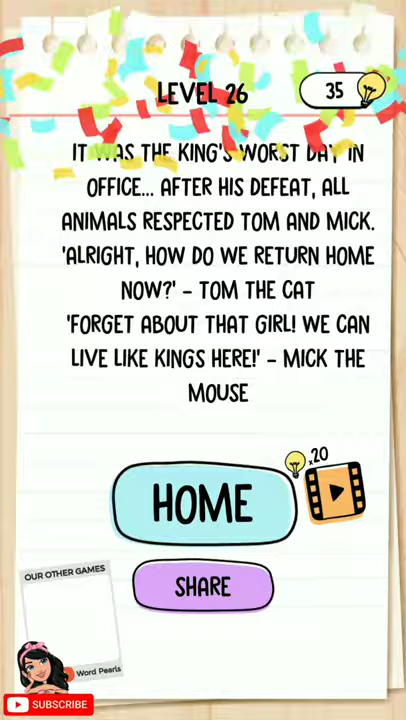 LEVEL 26
35
IT WAS THE KING'S WORST DAY IN
OFFICE... AFTER HIS DEFEAT, ALL
ANIMALS RESPECTED TOM AND MICK.
'ALRIGHT, HOW DO WE RETURN HOME
NOW?' - TOM THE CAT
'FORGET ABOUT THAT GIRL! WE CAN
LIVE LIKE KINGS HERE!' - MICK THE
MOUSE
x20
HOME
SHARE
OUR OTHER GAMES
Word Pearls
SUBSCRIBE